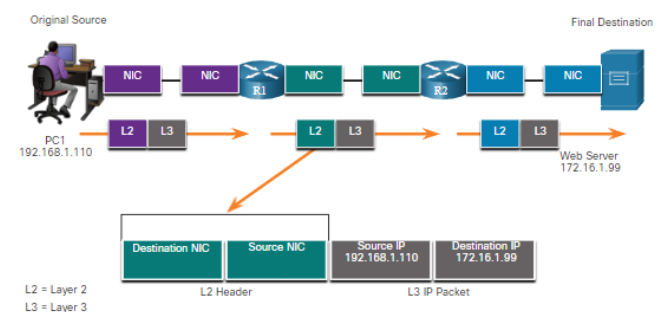 Original Source
Final Destination
NIC
NIC
NIC
NIC
NIC
NIC
R1
R2
PC1
192.168.1.110
L2
L3
L2
L3
L2
L3
Web Server
172.16.1.99
Destination NIC
Source NIC
Source IP
192.168.1.110
Destination IP
172.16.1.99
L2 = Layer 2
L2 Header
L3 IP Packet
L3 = Layer 3